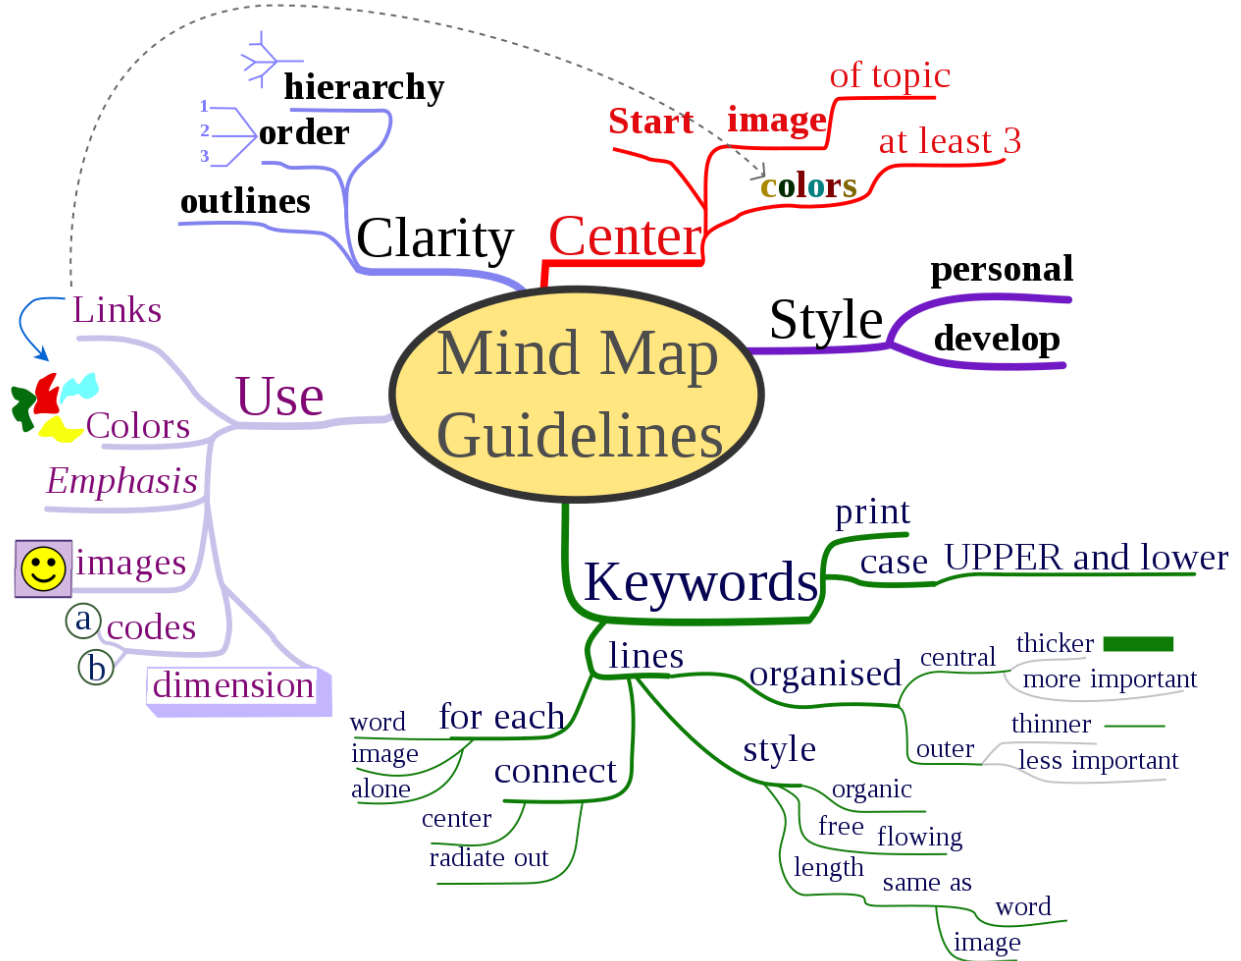 Mind Map
Guidelines
Center
Start
image
of topic
colors
at least 3
Style
personal
develop
Keywords
print
case
UPPER and lower
lines
organised
central
thicker
more important
outer
thinner
less important
style
organic
free
flowing
length
same as
word
image
connect
center
radiate out
for each
word
image
alone
Use
Links
Colors
Emphasis
images
codes
a
b
dimension
Clarity
hierarchy
order
1
2
3
outlines